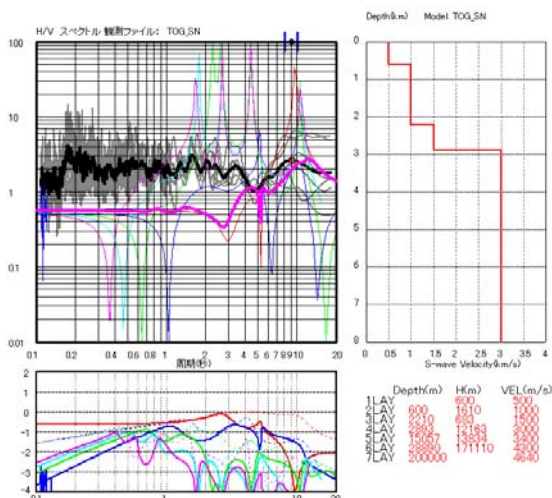 H/V スペクトル 観測ファイル: TOG_SN
100
10
1
0.1
0.01
0.1 0.2 0.4 0.6 0.8 1 2 3 4 5 6 7 8 9 10 20
周期(秒)
1
0
-1
-2
-3
-4
0.1 1 10
Depth(km) Model: TOG_SN
0
1
2
3
4
5
6
7
8
0 0.5 1 1.5 2 2.5 3 3.5 4
S-wave Velocity(km/s)
Depth(m) H(m) VEL(m/s)
1LAY 600 500
2LAY 600 1610 1000
3LAY 2210
4LAY
5LAY 13834
6LAY 171110
7LAY 200000 4640